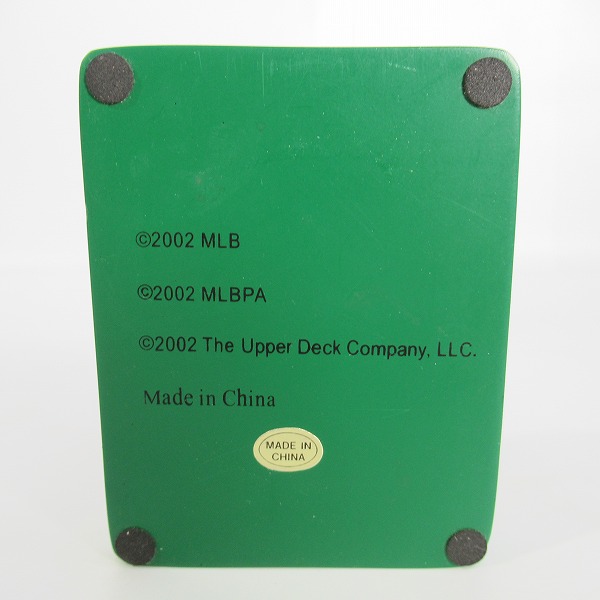 ©2002 MLB
©2002 MLBPA
©2002 The Upper Deck Company, LLC.
Made in China
MADE IN
CHINA